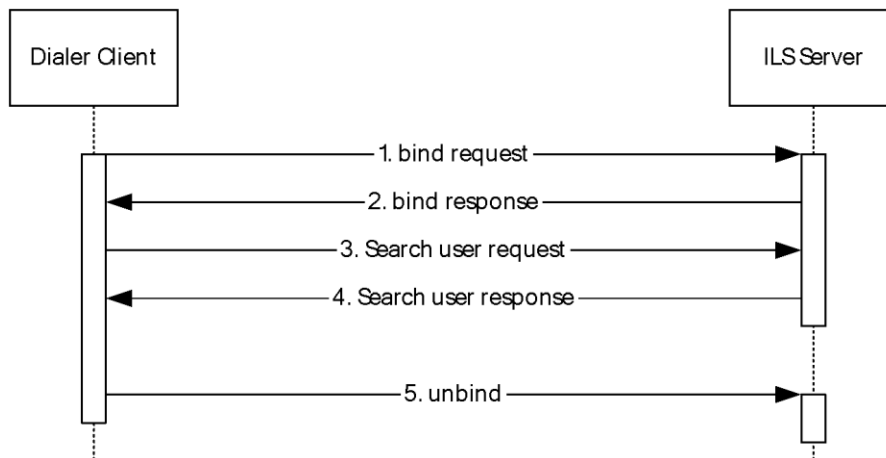 Dialer Client
ILS Server
1. bind request
2. bind response
3. Search user request
4. Search user response
5. unbind